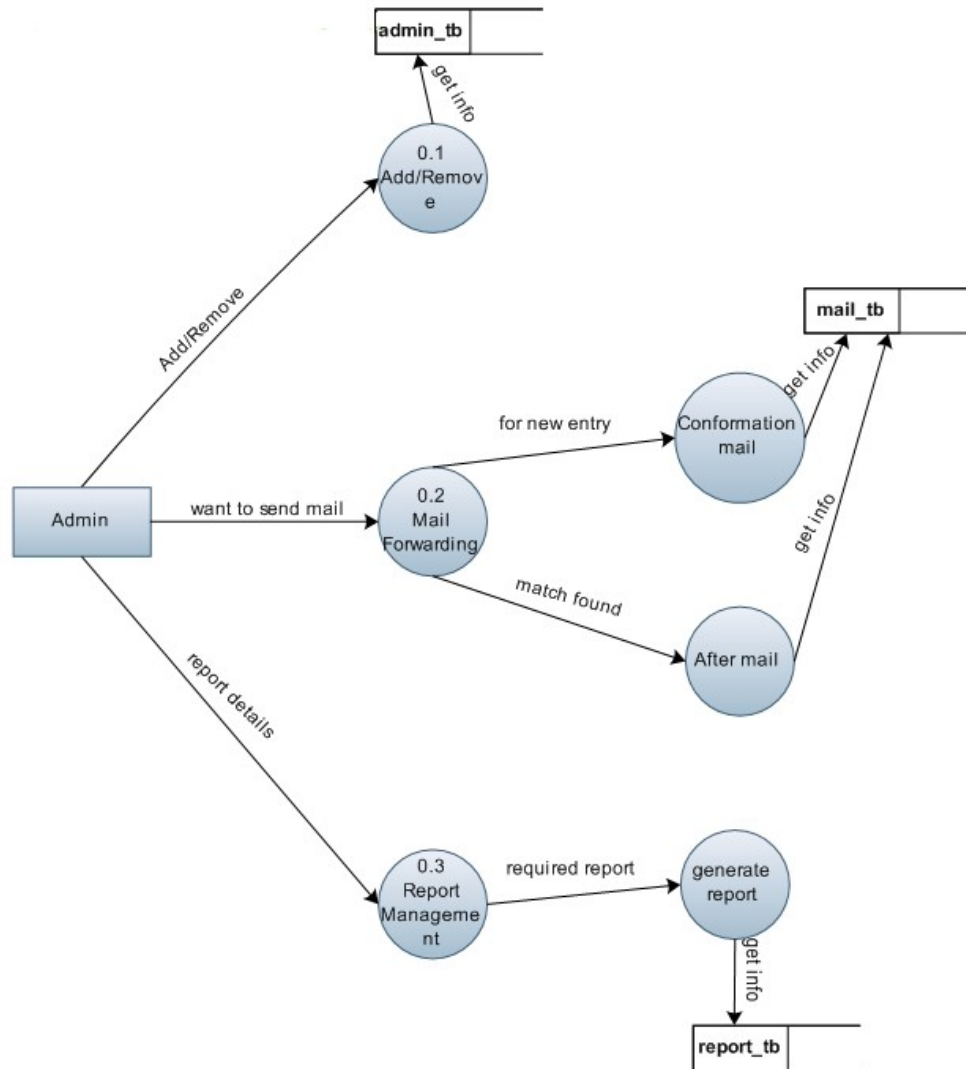 admin_tb
get info
0.1
Add/Remov
e
Add/Remove
mail_tb
get info
for new entry
Conformation
mail
Admin
want to send mail
0.2
Mail
Forwarding
get info
match found
After mail
report details
0.3
Report
Manageme
nt
required report
generate
report
get info
report_tb